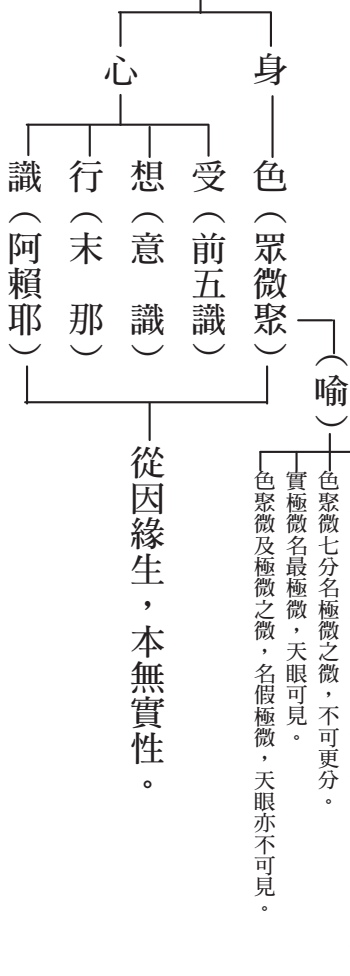 身
心
色（眾微聚）
受（前五識）
想（意　識）
行（末　那）
識（阿賴耶）
（喻）
色聚微七分名極微之微，不可更分。
實極微名最極微，天眼可見。
色聚微及極微之微，名假極微，天眼亦不可見。
從因緣生，本無實性。